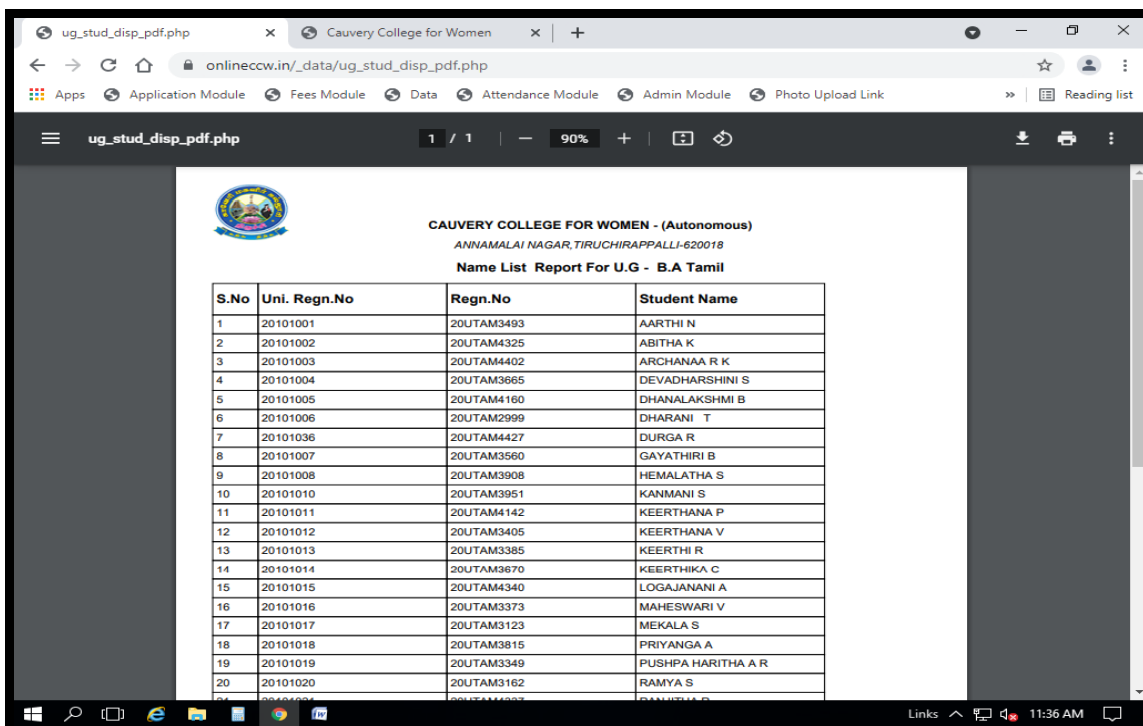 ug_stud_disp_pdf.php
Cauvery College for Women
onlineccw.in/_data/ug_stud_disp_pdf.php
Apps Application Module Fees Module Data Attendance Module Admin Module Photo Upload Link » Reading list
ug_stud_disp_pdf.php 1 / 1 90%
CAUVERY COLLEGE FOR WOMEN - (Autonomous)
ANNAMALAI NAGAR,TIRUCHIRAPPALLI-620018
Name List Report For U.G - B.A Tamil
S.No Uni. Regn.No Regn.No Student Name
1 20101001 20UTAM3493 AARTHI N
2 20101002 20UTAM4325 ABITHA K
3 20101003 20UTAM4402 ARCHANAA R K
4 20101004 20UTAM3665 DEVADHARSHINI S
5 20101005 20UTAM4160 DHANALAKSHMI B
6 20101006 20UTAM2999 DHARANI T
7 20101036 20UTAM4427 DURGA R
8 20101007 20UTAM3560 GAYATHIRI B
9 20101008 20UTAM3908 HEMALATHA S
10 20101010 20UTAM3951 KANMANI S
11 20101011 20UTAM4142 KEERTHANA P
12 20101012 20UTAM3405 KEERTHANA V
13 20101013 20UTAM3385 KEERTHI R
14 20101014 20UTAM3670 KEERTHIKA C
15 20101015 20UTAM4340 LOGAJANANI A
16 20101016 20UTAM3373 MAHESWARI V
17 20101017 20UTAM3123 MEKALA S
18 20101018 20UTAM3815 PRIYANGA A
19 20101019 20UTAM3349 PUSHPA HARITHA A R
20 20101020 20UTAM3162 RAMYA S
Links 11:36 AM